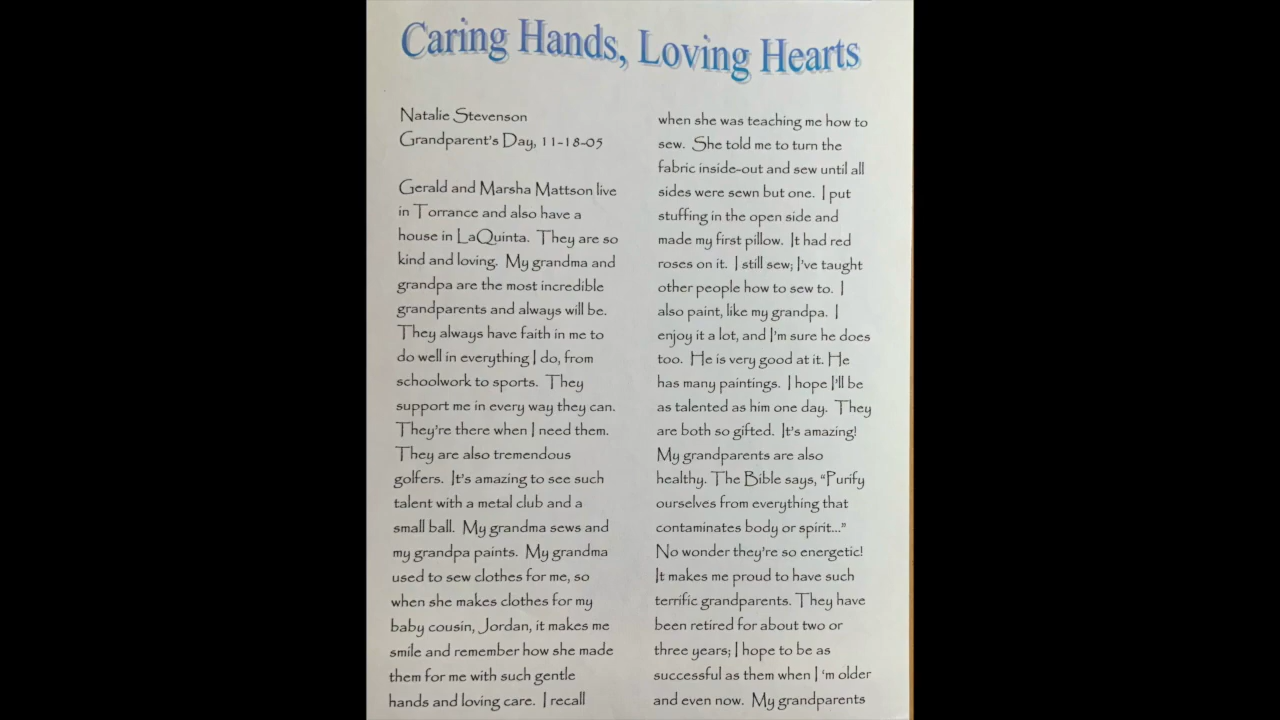 Caring Hands, Loving Hearts
Natalie Stevenson
Grandparent's Day, 11-18-05
Gerald and Marsha Mattson live
in Torrance and also have a
house in LaQuinta. They are so
kind and loving. My grandma and
grandpa are the most incredible
grandparents and always will be.
They always have faith in me to
do well in everything I do, from
schoolwork to sports. They
support me in every way they can.
They're there when I need them.
They are also tremendous
golfers. It's amazing to see such
talent with a metal club and a
small ball. My grandma sews and
my grandpa paints. My grandma
used to sew clothes for me, so
when she makes clothes for my
baby cousin, Jordan, it makes me
smile and remember how she made
them for me with such gentle
hands and loving care. I recall
when she was teaching me how to
sew. She told me to turn the
fabric inside-out and sew until all
sides were sewn but one. I put
stuffing in the open side and
made my first pillow. It had red
roses on it. I still sew; I've taught
other people how to sew to. I
also paint, like my grandpa. I
enjoy it a lot, and I'm sure he does
too. He is very good at it. He
has many paintings. I hope I'll be
as talented as him one day. They
are both so gifted. It's amazing!
My grandparents are also
healthy. The Bible says, "Purify
ourselves from everything that
contaminates body or spirit..."
No wonder they're so energetic!
It makes me proud to have such
terrific grandparents. They have
been retired for about two or
three years; I hope to be as
successful as them when I 'm older
and even now. My grandparents